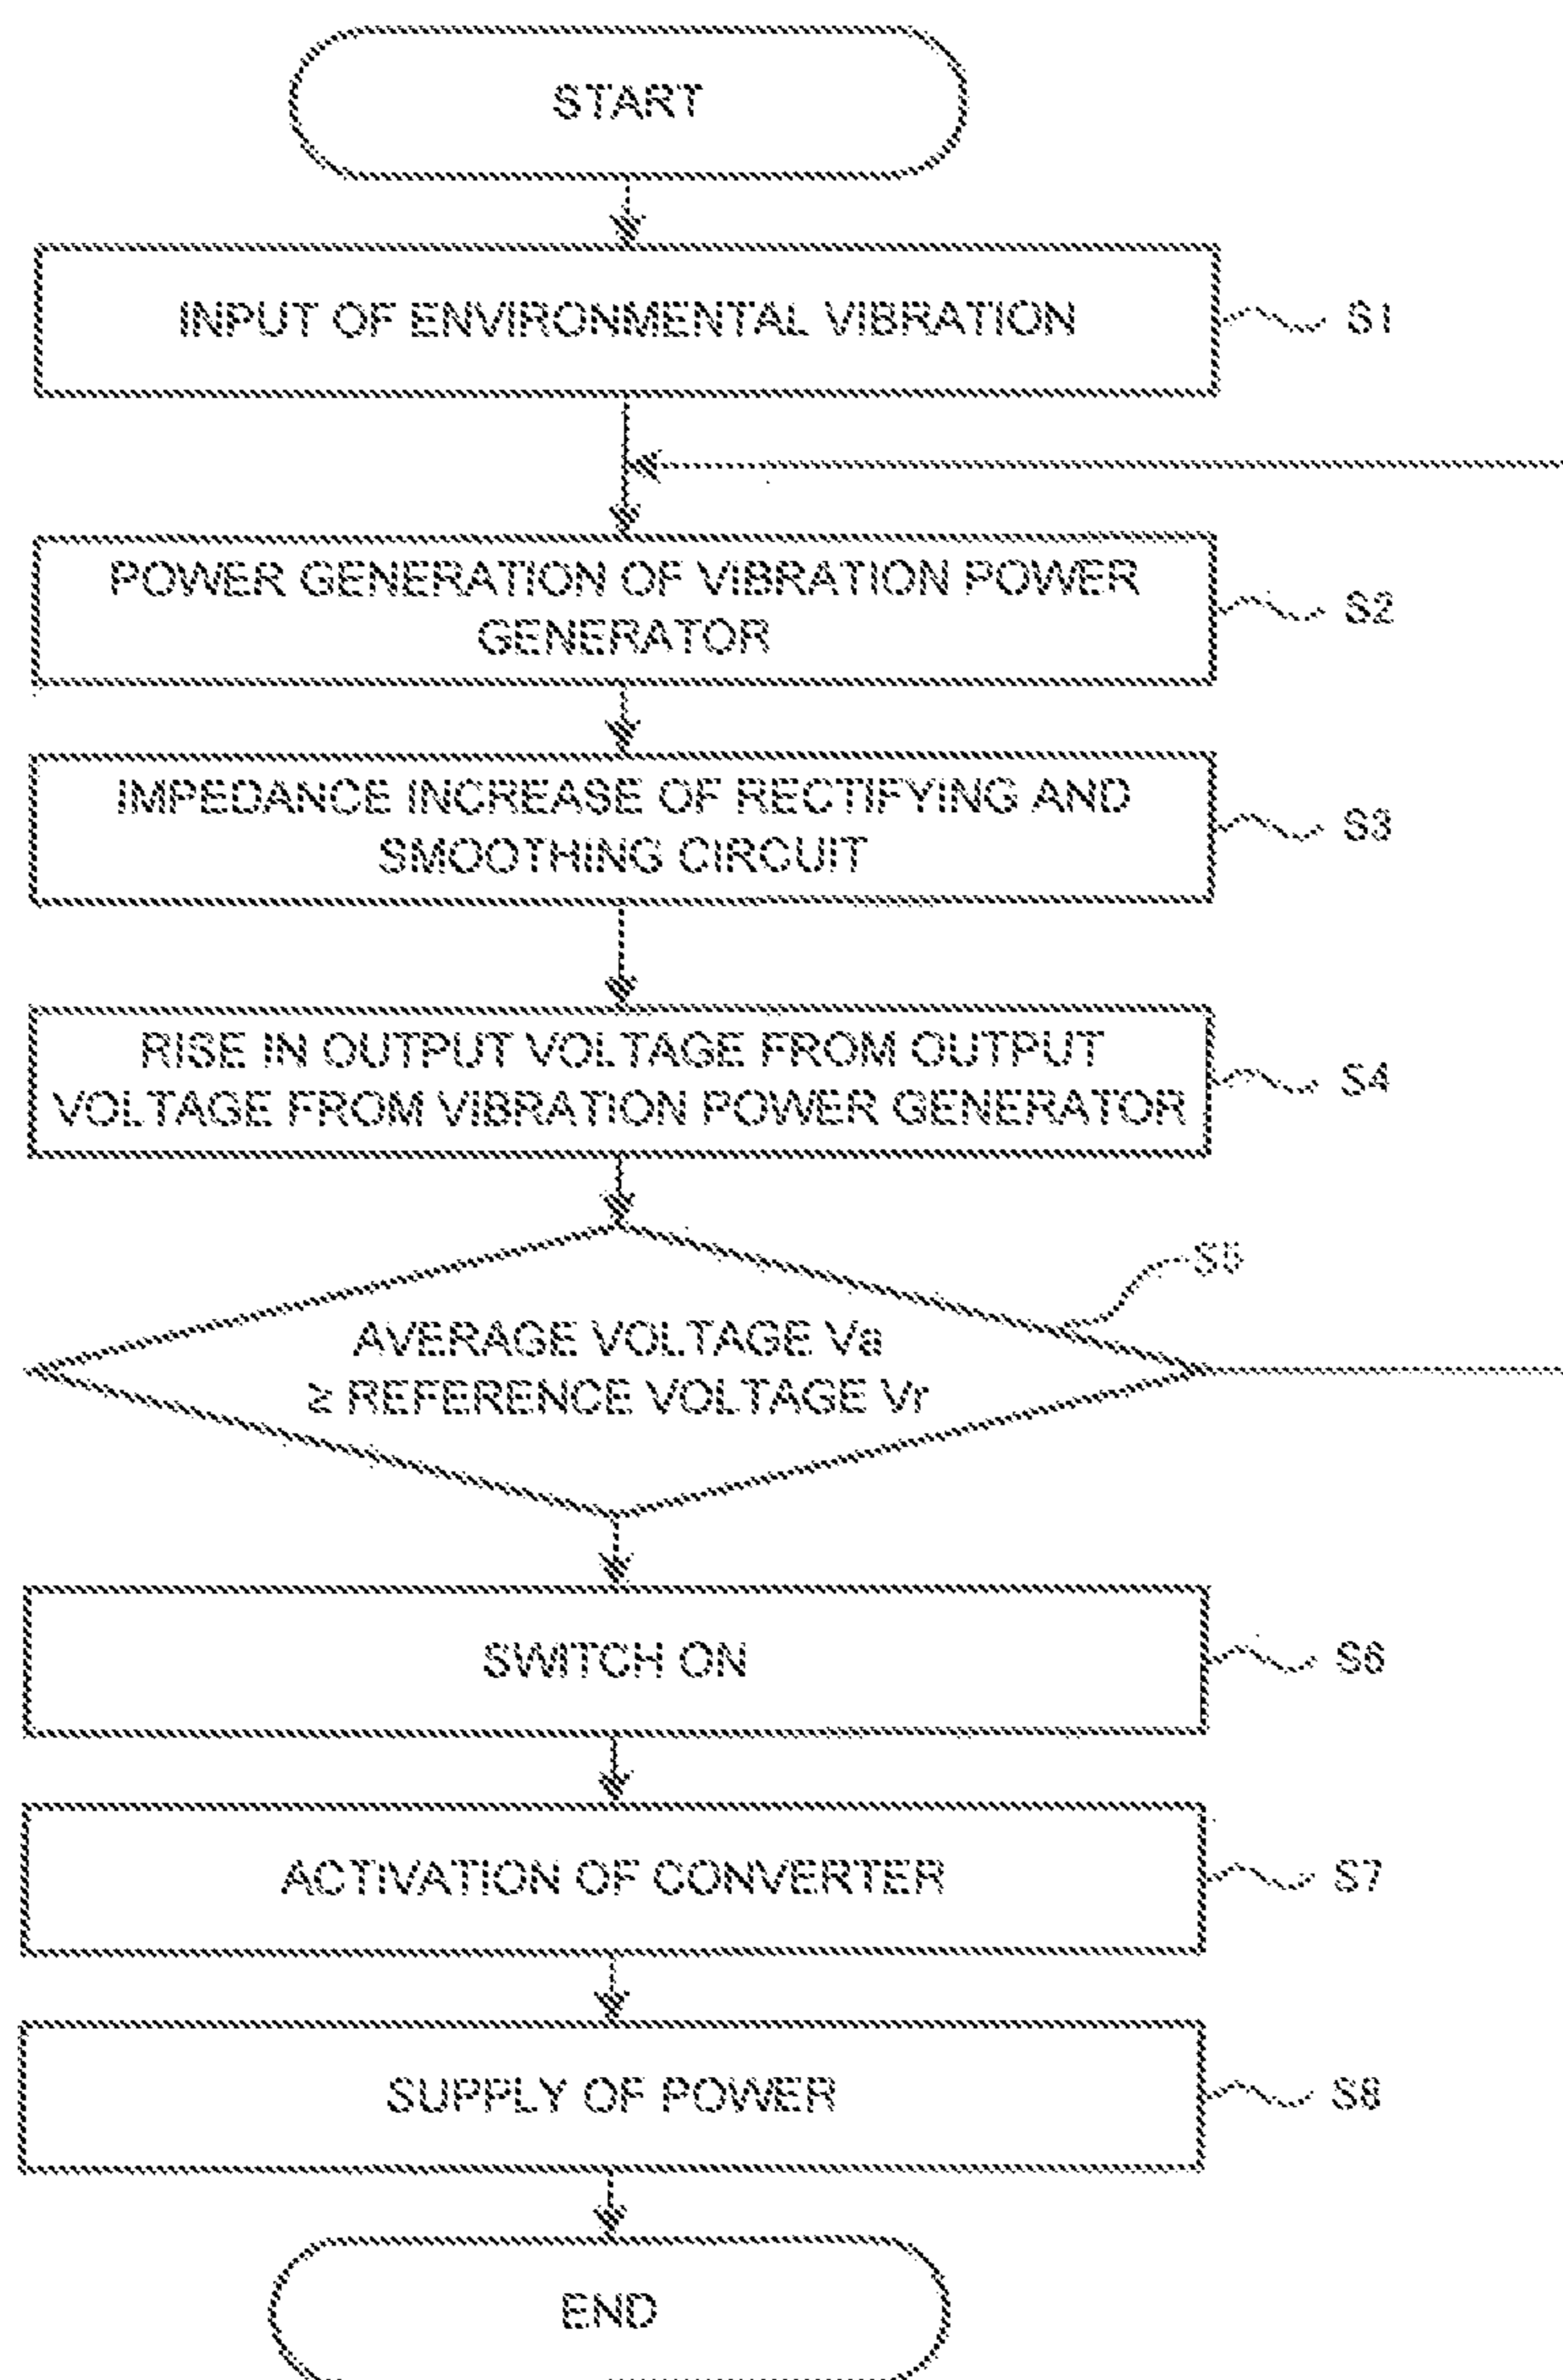 START
INPUT OF ENVIRONMENTAL VIBRATION
S1
POWER GENERATION OF VIBRATION POWER
GENERATOR
S2
IMPEDANCE INCREASE OF RECTIFYING AND
SMOOTHING CIRCUIT
S3
RISE IN OUTPUT VOLTAGE FROM OUTPUT
VOLTAGE FROM VIBRATION POWER GENERATOR
S4
S5
AVERAGE VOLTAGE Va
≥ REFERENCE VOLTAGE Vr
SWITCH ON
S6
ACTIVATION OF CONVERTER
S7
SUPPLY OF POWER
S8
END